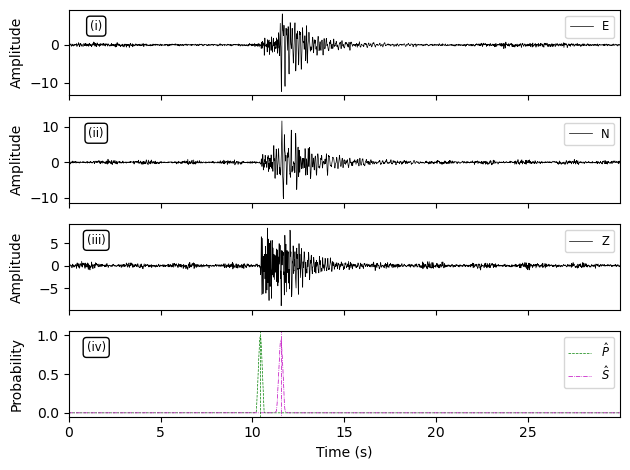 (i)
E
Amplitude
0
−10
(ii)
N
Amplitude
10
0
−10
(iii)
Z
Amplitude
5
0
−5
(iv)
P̂
Ŝ
Probability
1.0
0.5
0.0
0 5 10 15 20 25
Time (s)